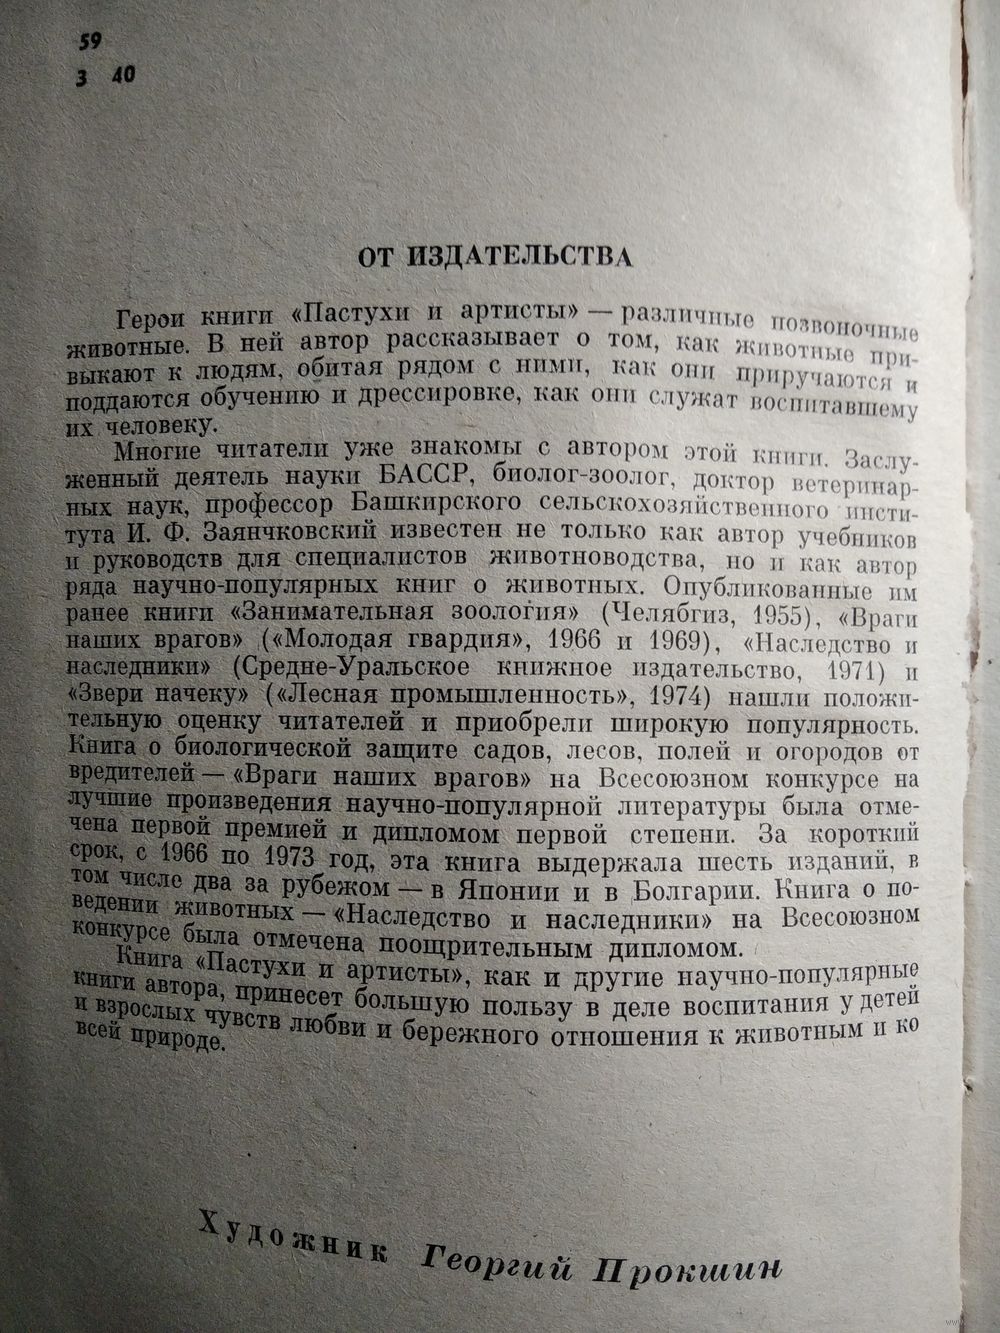 59
З 40
ОТ ИЗДАТЕЛЬСТВА
Герои книги «Пастухи и артисты» — различные позвоночные
животные. В ней автор рассказывает о том, как животные при-
выкают к людям, обитая рядом с ними, как они приручаются и
поддаются обучению и дрессировке, как они служат воспитавшему
их человеку.
Многие читатели уже знакомы с автором этой книги. Заслу-
женный деятель науки БАССР, биолог-зоолог, доктор ветеринар-
ных наук, профессор Башкирского сельскохозяйственного инсти-
тута И. Ф. Заянчковский известен не только как автор учебников
и руководств для специалистов животноводства, но и как автор
ряда научно-популярных книг о животных. Опубликованные им
ранее книги «Занимательная зоология» (Челябгиз, 1955), «Враги
наших врагов» («Молодая гвардия», 1966 и 1969), «Наследство и
наследники» (Средне-Уральское книжное издательство, 1971) и
«Звери начеку» («Лесная промышленность», 1974) нашли положи-
тельную оценку читателей и приобрели широкую популярность.
Книга о биологической защите садов, лесов, полей и огородов от
вредителей — «Враги наших врагов» на Всесоюзном конкурсе на
лучшие произведения научно-популярной литературы была отме-
чена первой премией и дипломом первой степени. За короткий
срок, с 1966 по 1973 год, эта книга выдержала шесть изданий, в
том числе два за рубежом — в Японии и в Болгарии. Книга о по-
ведении животных — «Наследство и наследники» на Всесоюзном
конкурсе была отмечена поощрительным дипломом.
Книга «Пастухи и артисты», как и другие научно-популярные
книги автора, принесет большую пользу в деле воспитания у детей
и взрослых чувств любви и бережного отношения к животным и ко
всей природе.
Художник Георгий Прокшин